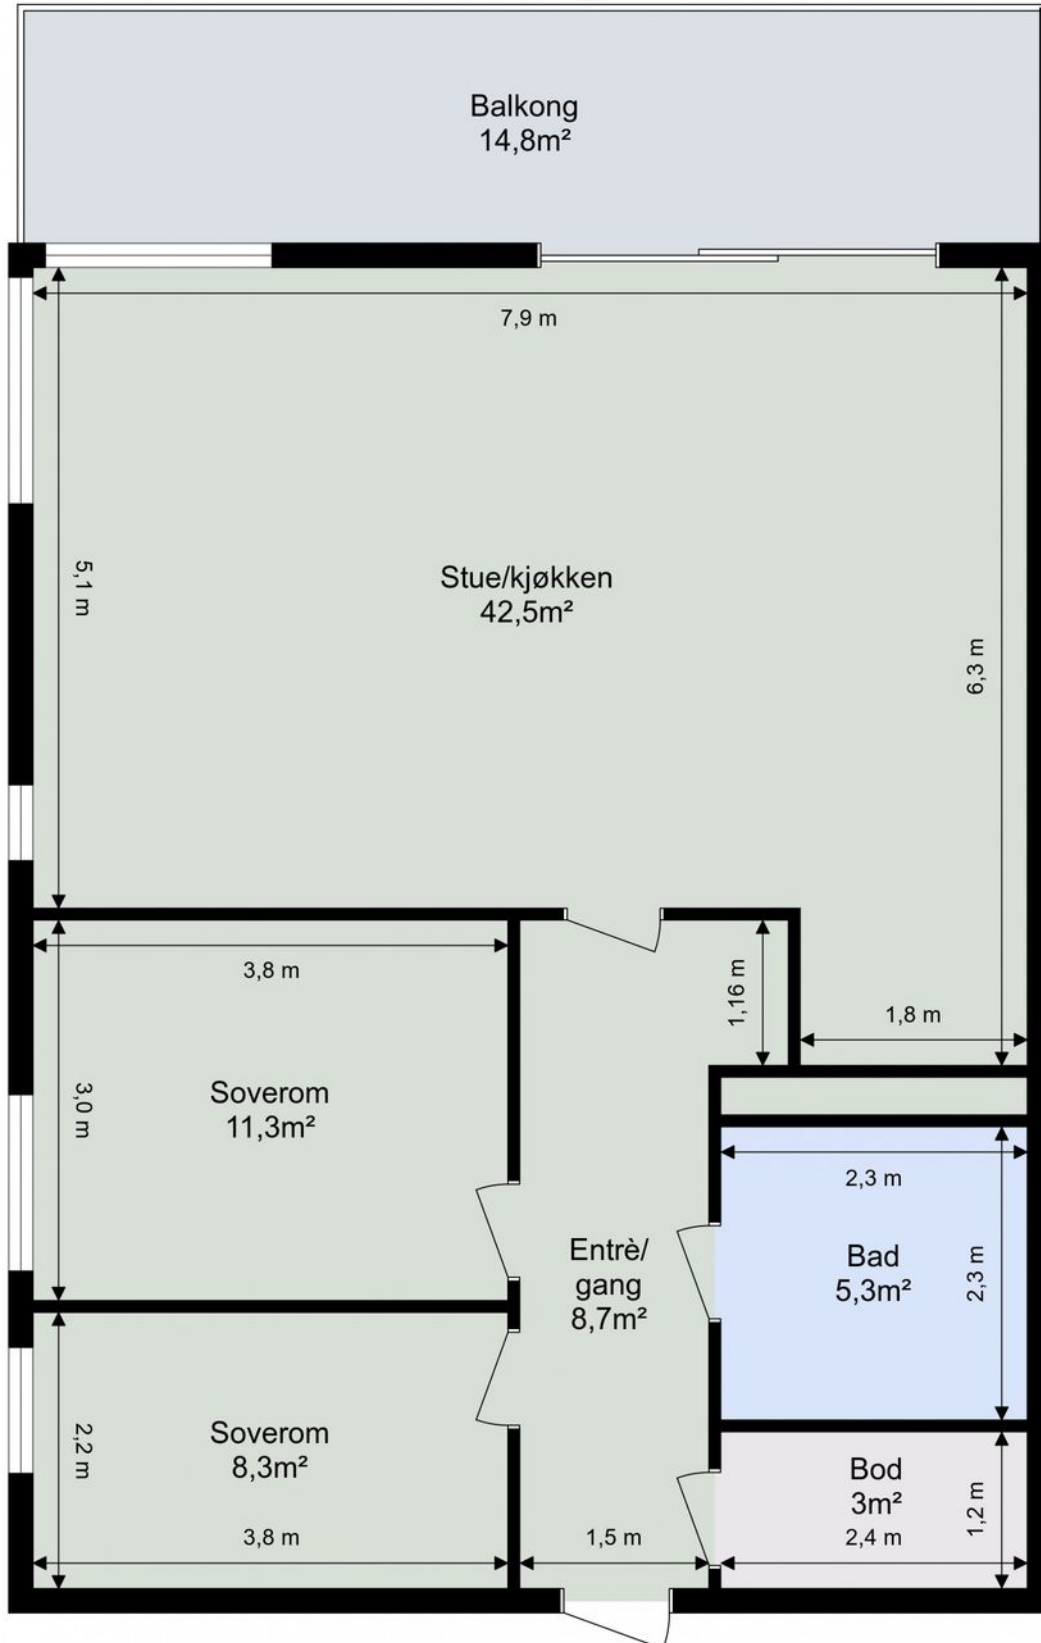 Balkong
14,8m²
7,9 m
5,1 m
Stue/kjøkken
42,5m²
6,3 m
3,8 m
1,16 m
1,8 m
3,0 m
Soverom
11,3m²
2,3 m
Entrè/
gang
8,7m²
Bad
5,3m²
2,3 m
2,2 m
Soverom
8,3m²
3,8 m
1,5 m
Bod
3m²
2,4 m
1,2 m